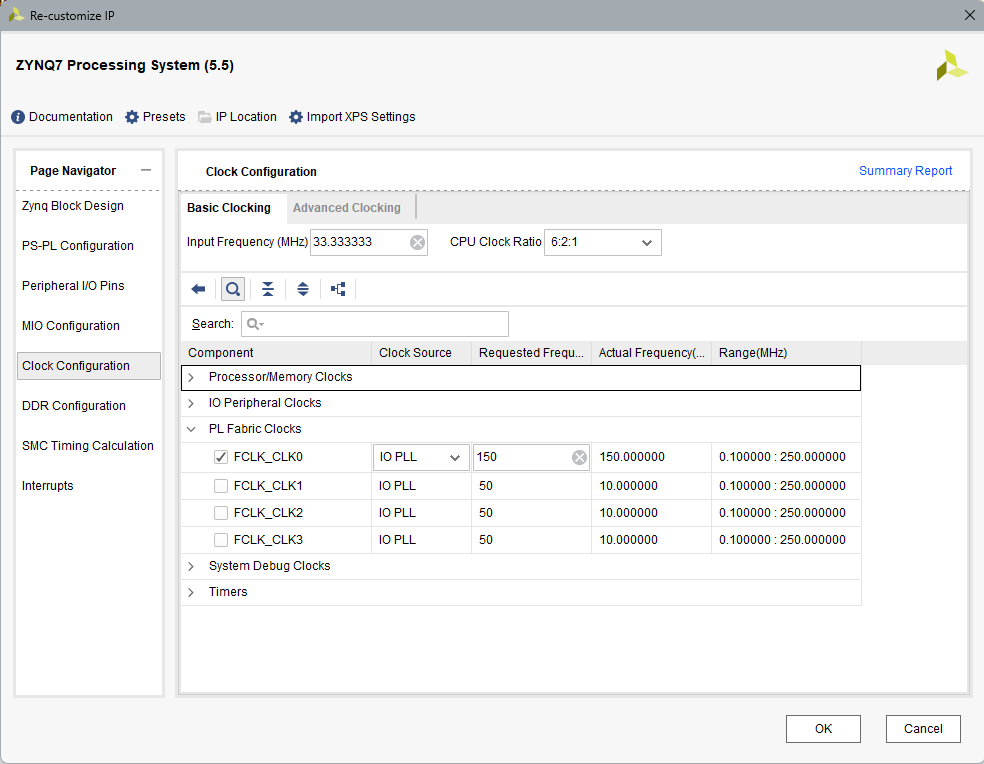 Re-customize IP
ZYNQ7 Processing System (5.5)
Documentation Presets IP Location Import XPS Settings
Page Navigator
Zynq Block Design
PS-PL Configuration
Peripheral I/O Pins
MIO Configuration
Clock Configuration
DDR Configuration
SMC Timing Calculation
Interrupts
Clock Configuration Summary Report
Basic Clocking Advanced Clocking
Input Frequency (MHz) 33.333333 CPU Clock Ratio 6:2:1
Search:
Component Clock Source Requested Frequ... Actual Frequency(... Range(MHz)
Processor/Memory Clocks
IO Peripheral Clocks
PL Fabric Clocks
FCLK_CLK0 IO PLL 150 150.000000 0.100000 : 250.000000
FCLK_CLK1 IO PLL 50 10.000000 0.100000 : 250.000000
FCLK_CLK2 IO PLL 50 10.000000 0.100000 : 250.000000
FCLK_CLK3 IO PLL 50 10.000000 0.100000 : 250.000000
System Debug Clocks
Timers
OK Cancel